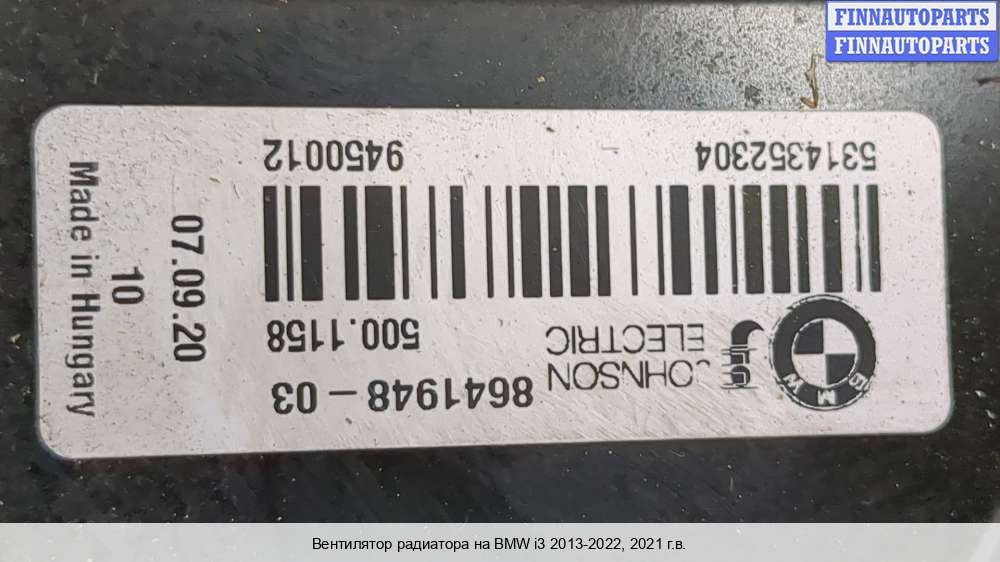 FINNAUTOPARTS
FINNAUTOPARTS
BMW
JOHNSON
ELECTRIC
8641948-03
500.1158
5314352304
9450012
Made in Hungary
10
07.09.20
Вентилятор радиатора на BMW i3 2013-2022, 2021 г.в.